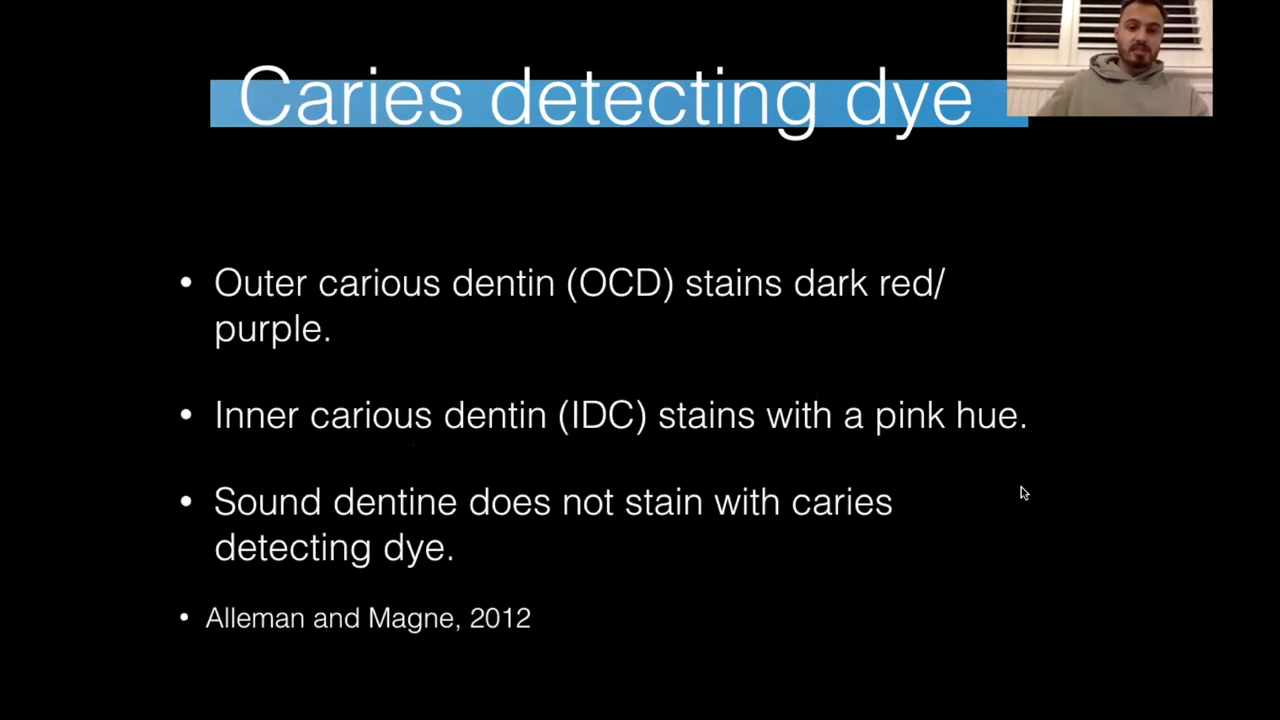 Caries detecting dye
• Outer carious dentin (OCD) stains dark red/
purple.
• Inner carious dentin (IDC) stains with a pink hue.
• Sound dentine does not stain with caries
detecting dye.
• Alleman and Magne, 2012